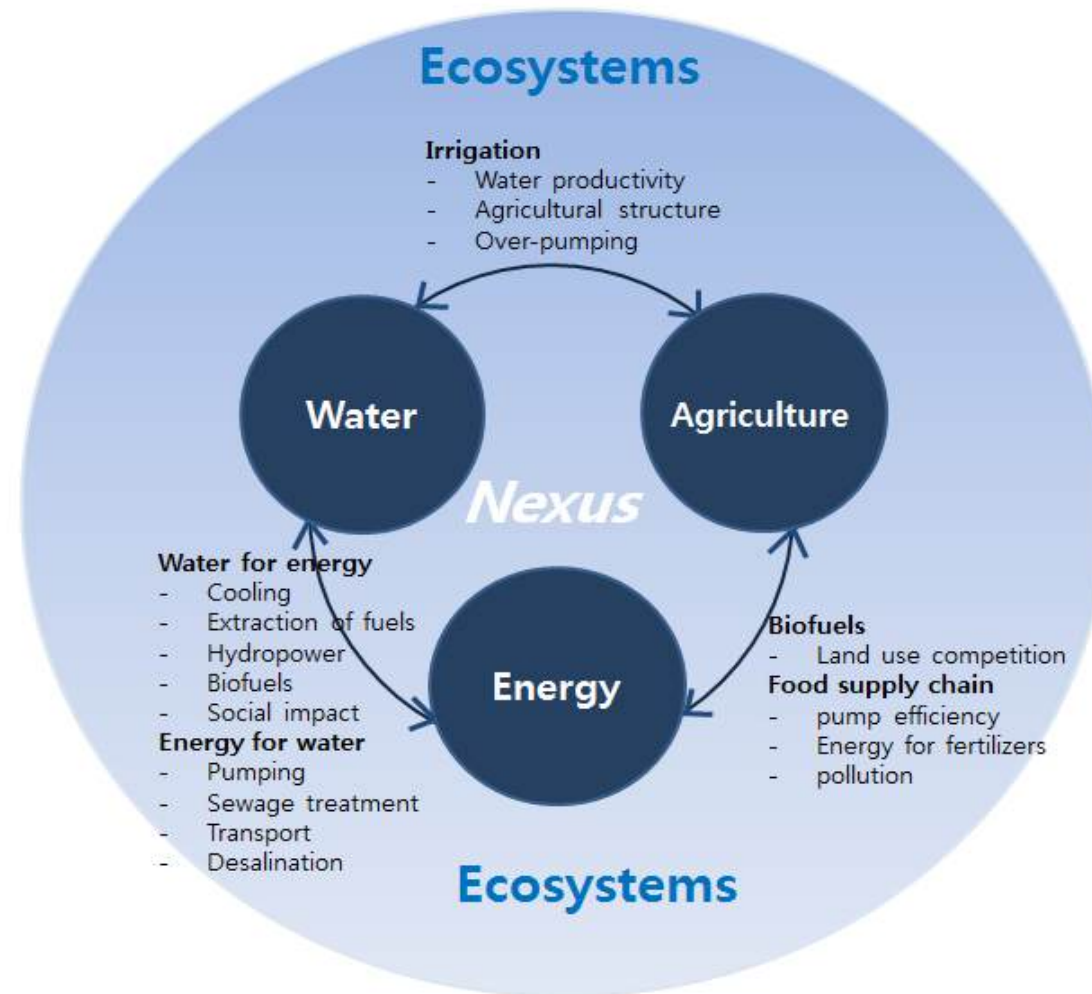 Ecosystems
Irrigation
- Water productivity
- Agricultural structure
- Over-pumping
Water
Agriculture
Nexus
Water for energy
- Cooling
- Extraction of fuels
- Hydropower
- Biofuels
- Social impact
Energy for water
- Pumping
- Sewage treatment
- Transport
- Desalination
Energy
Biofuels
- Land use competition
Food supply chain
- pump efficiency
- Energy for fertilizers
- pollution
Ecosystems